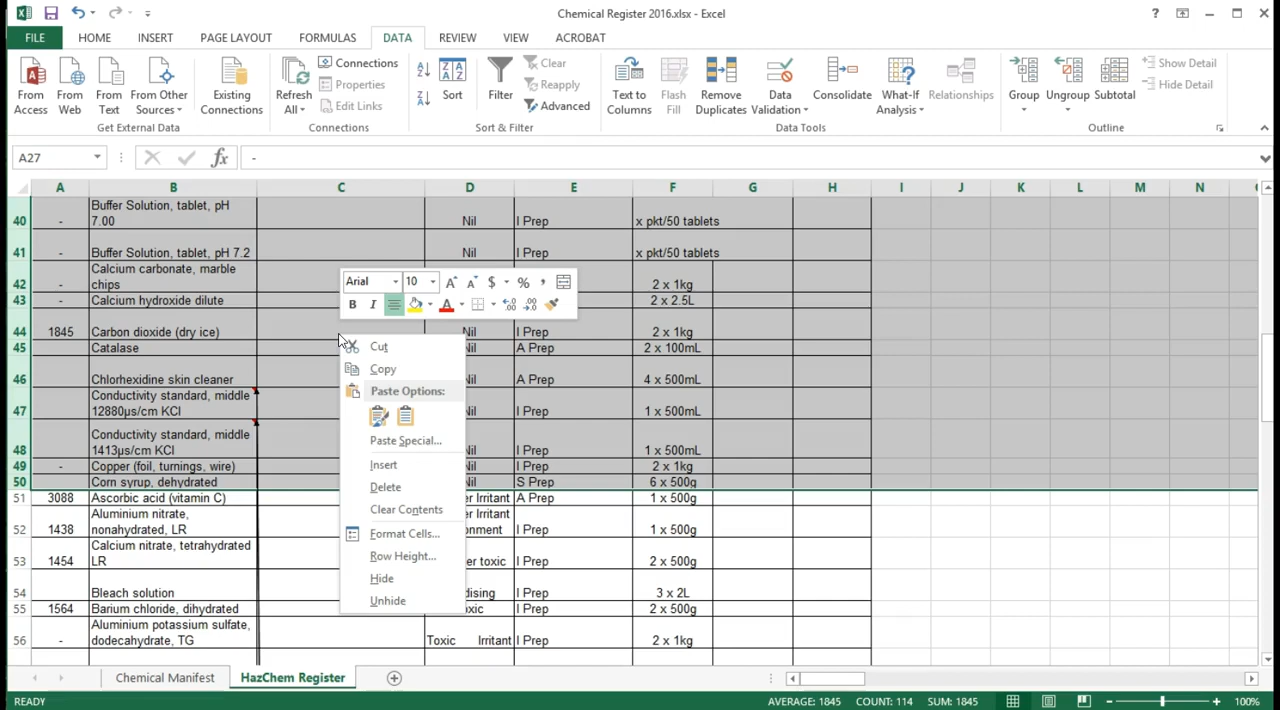 Chemical Register 2016.xlsx - Excel
?
FILE HOME INSERT PAGE LAYOUT FORMULAS DATA REVIEW VIEW ACROBAT
From Access
From Web
From Text
From Other Sources
Existing Connections
Get External Data
Refresh All
Connections
Properties
Edit Links
Connections
Sort
Filter
Clear
Reapply
Advanced
Sort & Filter
Text to Columns
Flash Fill
Remove Duplicates
Data Validation
Consolidate
What-If Analysis
Relationships
Data Tools
Group
Ungroup
Subtotal
Show Detail
Hide Detail
Outline
A27 fx -
A B C D E F G H I J K L M N
40 - Buffer Solution, tablet, pH 7.00 Nil I Prep x pkt/50 tablets
41 - Buffer Solution, tablet, pH 7.2 Nil I Prep x pkt/50 tablets
42 - Calcium carbonate, marble chips 2 x 1kg
43 - Calcium hydroxide dilute 2 x 2.5L
44 1845 Carbon dioxide (dry ice) Nil I Prep 2 x 1kg
45 Catalase Nil A Prep 2 x 100mL
46 Chlorhexidine skin cleaner Nil A Prep 4 x 500mL
47 Conductivity standard, middle 12880µs/cm KCl Nil I Prep 1 x 500mL
48 Conductivity standard, middle 1413µs/cm KCl Nil I Prep 1 x 500mL
49 - Copper (foil, turnings, wire) Nil I Prep 2 x 1kg
50 Corn syrup, dehydrated Nil S Prep 6 x 500g
51 3088 Ascorbic acid (vitamin C) er Irritant A Prep 1 x 500g
52 1438 Aluminium nitrate, nonahydrated, LR er Irritant onment I Prep 1 x 500g
53 1454 Calcium nitrate, tetrahydrated LR er toxic I Prep 2 x 500g
54 Bleach solution dising I Prep 3 x 2L
55 1564 Barium chloride, dihydrated oxic I Prep 2 x 500g
56 - Aluminium potassium sulfate, dodecahydrate, TG Toxic Irritant I Prep 2 x 1kg
Arial 10 A A $ % ,
B I A
Cut
Copy
Paste Options:
Paste Special...
Insert
Delete
Clear Contents
Format Cells...
Row Height...
Hide
Unhide
Chemical Manifest HazChem Register
READY AVERAGE: 1845 COUNT: 114 SUM: 1845 100%